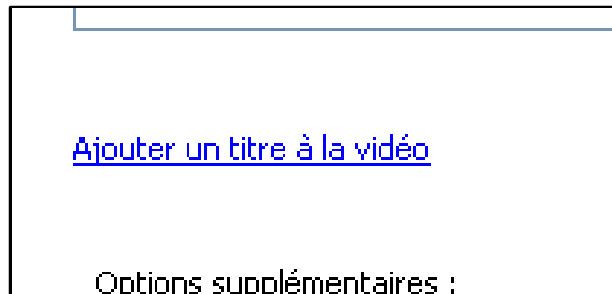 Ajouter un titre à la vidéo
Options supplémentaires :